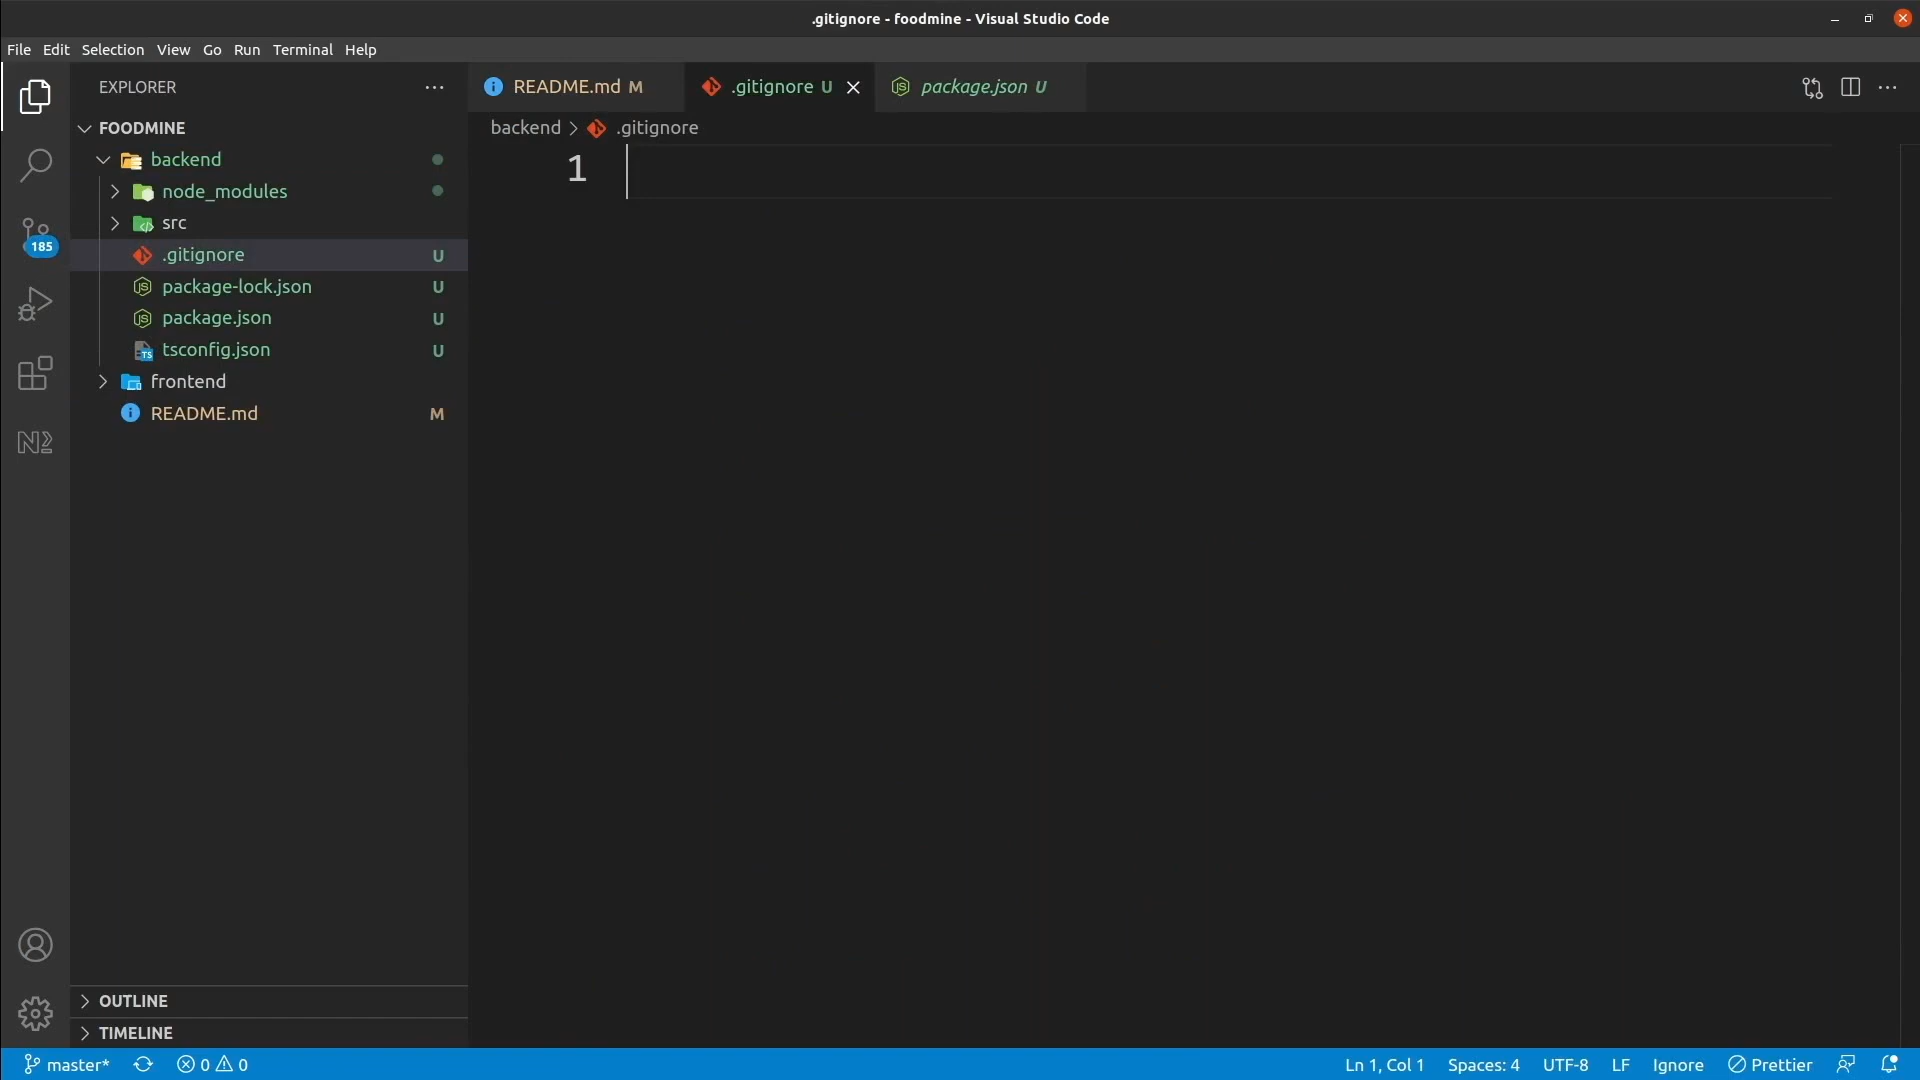 .gitignore - foodmine - Visual Studio Code
File Edit Selection View Go Run Terminal Help
EXPLORER
FOODMINE
backend
node_modules
src
.gitignore U
package-lock.json U
package.json U
tsconfig.json U
frontend
README.md M
185
OUTLINE
TIMELINE
README.md M .gitignore U package.json U
backend > .gitignore
1
master* 0 0 Ln 1, Col 1 Spaces: 4 UTF-8 LF Ignore Prettier